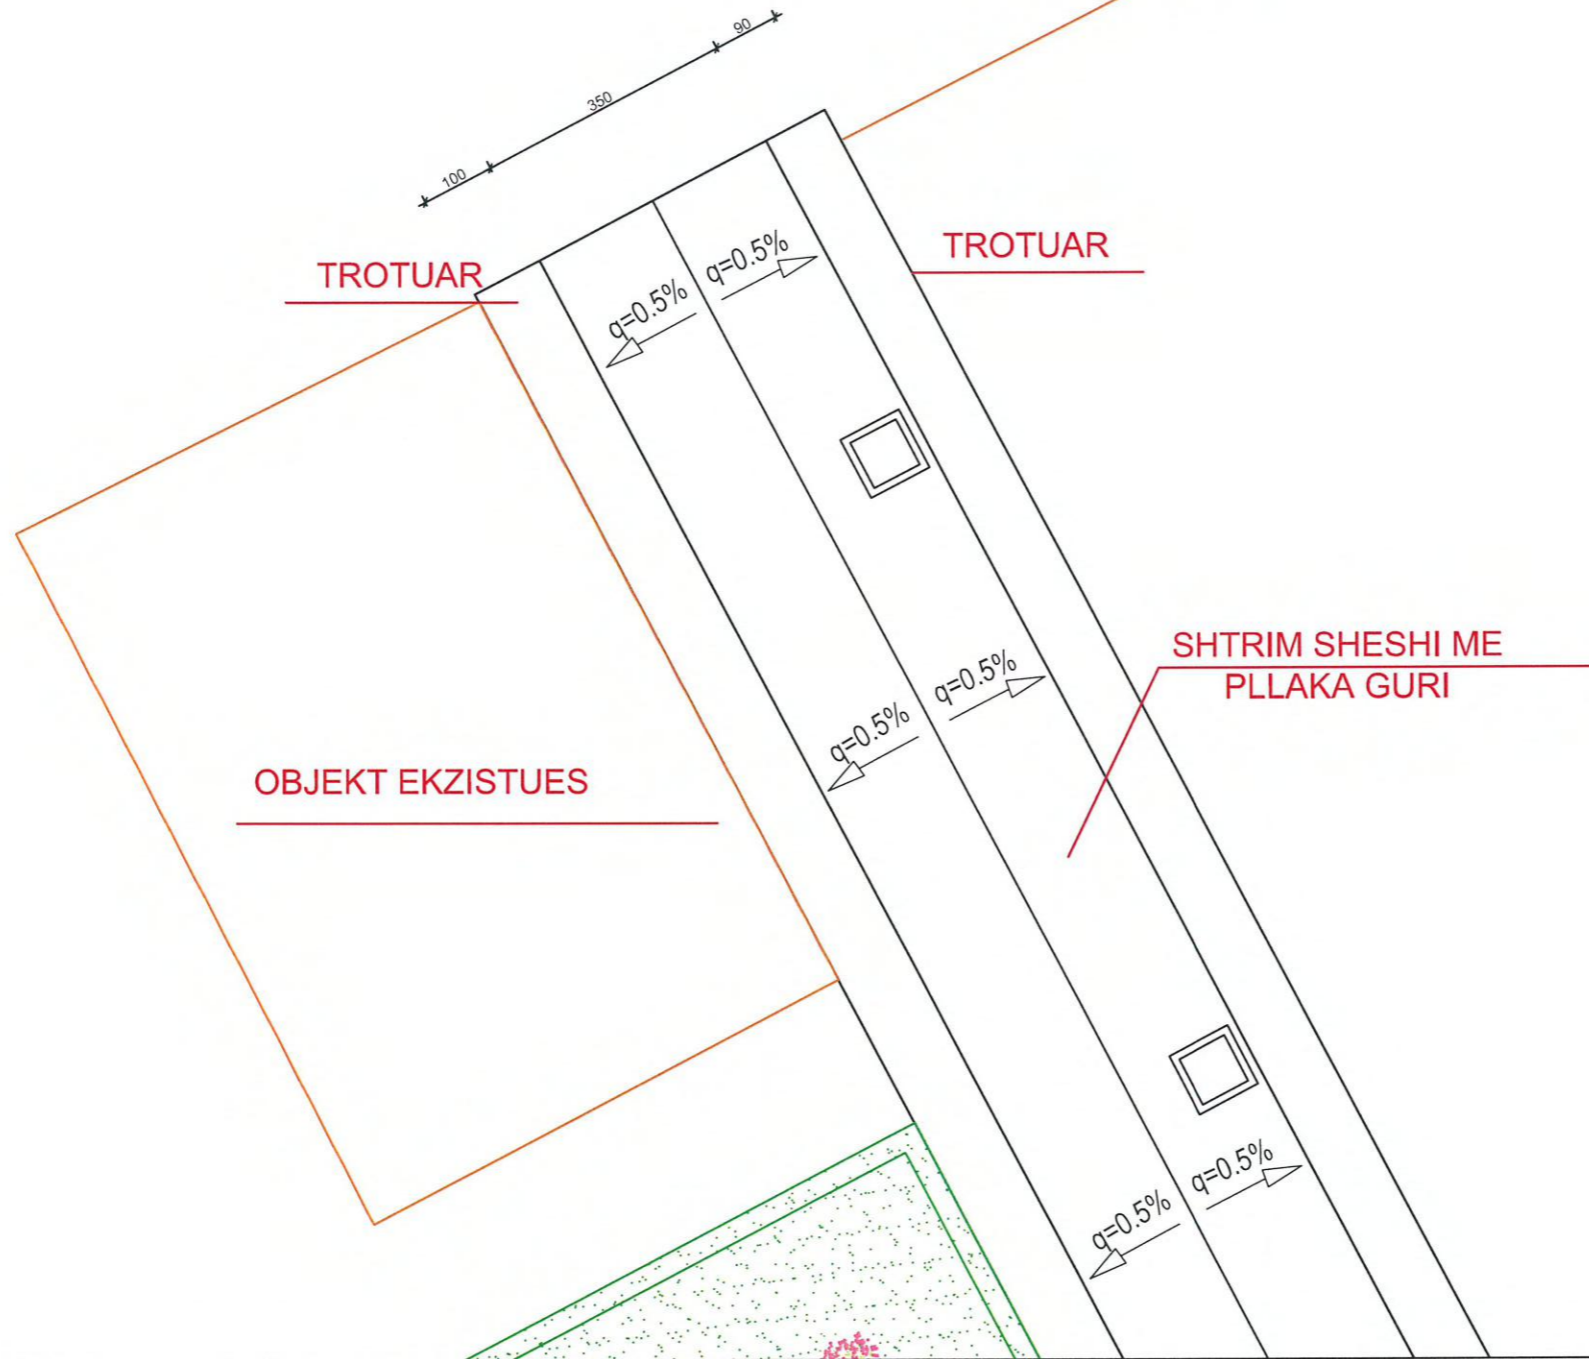 90
350
100
TROTUAR
TROTUAR
q=0.5%
q=0.5%
SHTRIM SHESHI ME
PLLAKA GURI
q=0.5%
q=0.5%
OBJEKT EKZISTUES
q=0.5%
q=0.5%